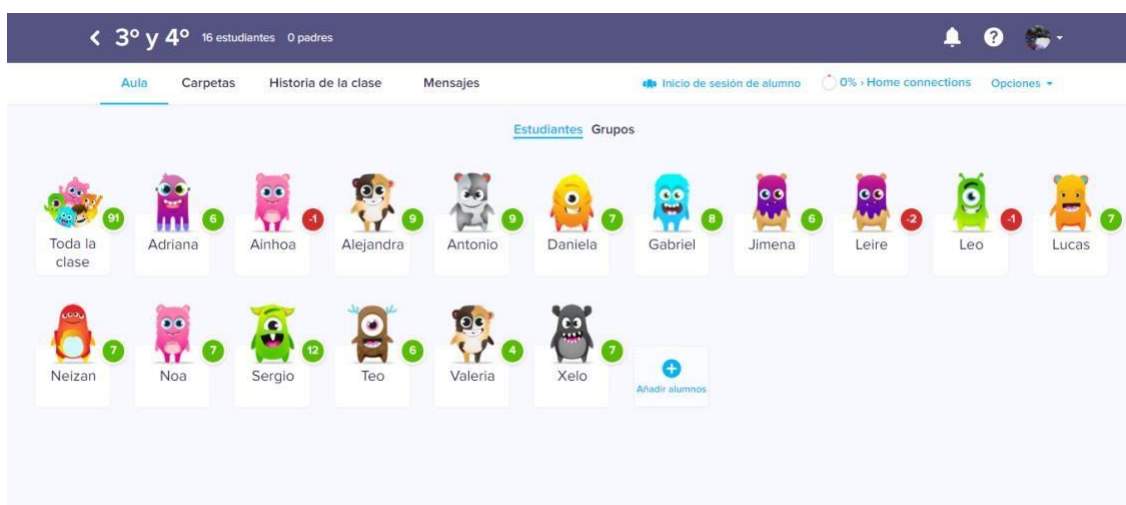 3º y 4º 16 estudiantes 0 padres
Aula Carpetas Historia de la clase Mensajes Inicio de sesión de alumno 0% › Home connections Opciones
Estudiantes Grupos
91 6 -1 9 9 7 8 6 -2 -1 7
Toda la clase Adriana Ainhoa Alejandra Antonio Daniela Gabriel Jimena Leire Leo Lucas
7 7 12 6 4 7
Neizan Noa Sergio Teo Valeria Xelo Añadir alumnos